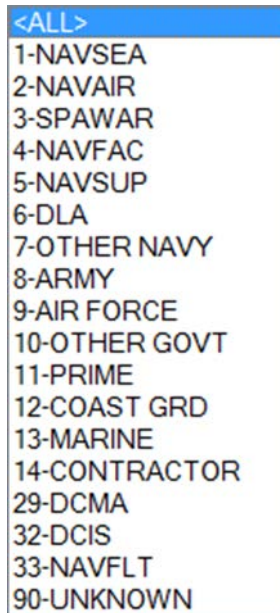 <ALL>
1-NAVSEA
2-NAVAIR
3-SPAWAR
4-NAVFAC
5-NAVSUP
6-DLA
7-OTHER NAVY
8-ARMY
9-AIR FORCE
10-OTHER GOVT
11-PRIME
12-COAST GRD
13-MARINE
14-CONTRACTOR
29-DCMA
32-DCIS
33-NAVFLT
90-UNKNOWN